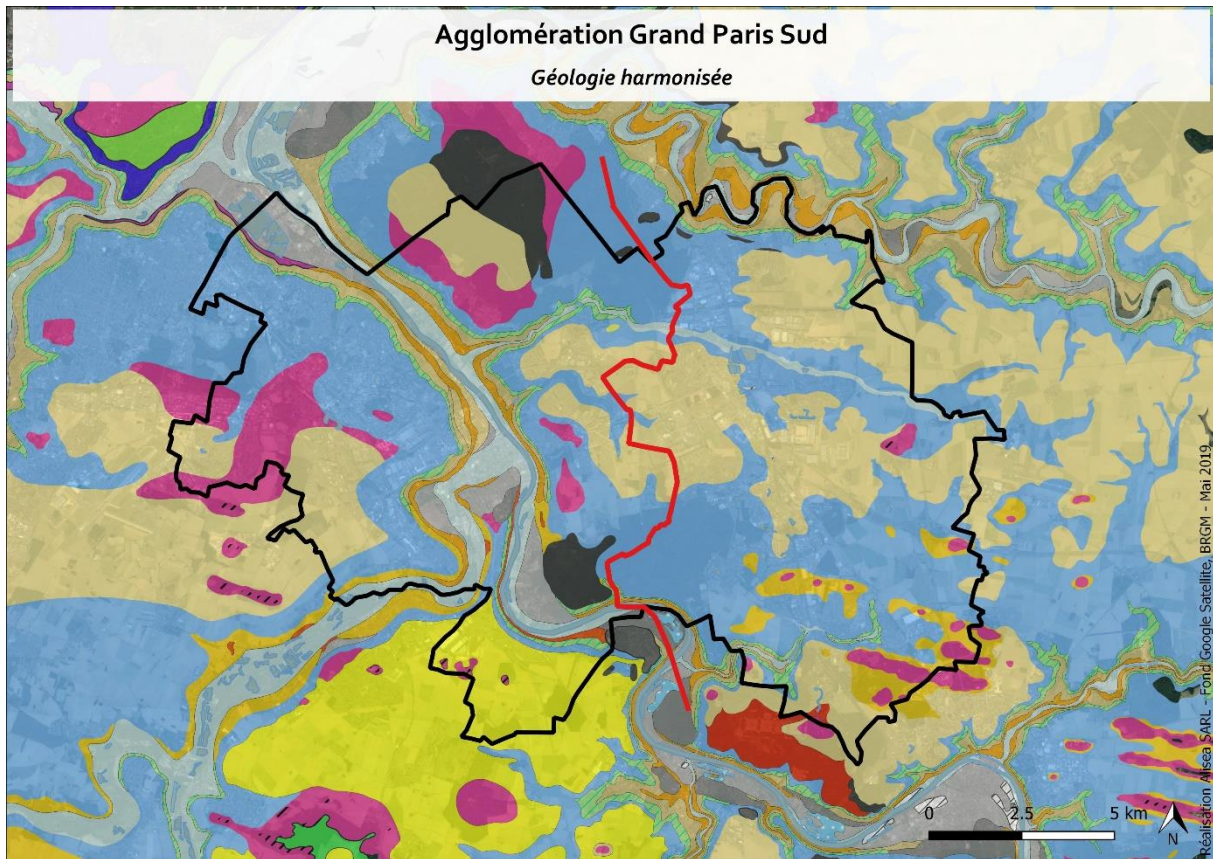 Agglomération Grand Paris Sud
Géologie harmonisée
Réalisation Alisea SARL - Fond Google Satellite, BRGM - Mai 2019
0 2.5 5 km
N